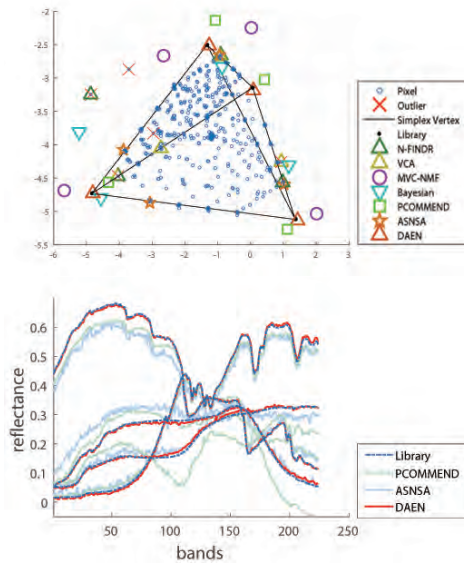 -2
-2.5
-3
-3.5
-4
-4.5
-5
-5.5
-6 -5 -4 -3 -2 -1 0 1 2 3
Pixel
Outlier
Simplex Vertex
Library
N-FINDR
VCA
MVC-NMF
Bayesian
PCOMMEND
ASNSA
DAEN
reflectance
0.6
0.5
0.4
0.3
0.2
0.1
0
50 100 150 200 250
bands
Library
PCOMMEND
ASNSA
DAEN